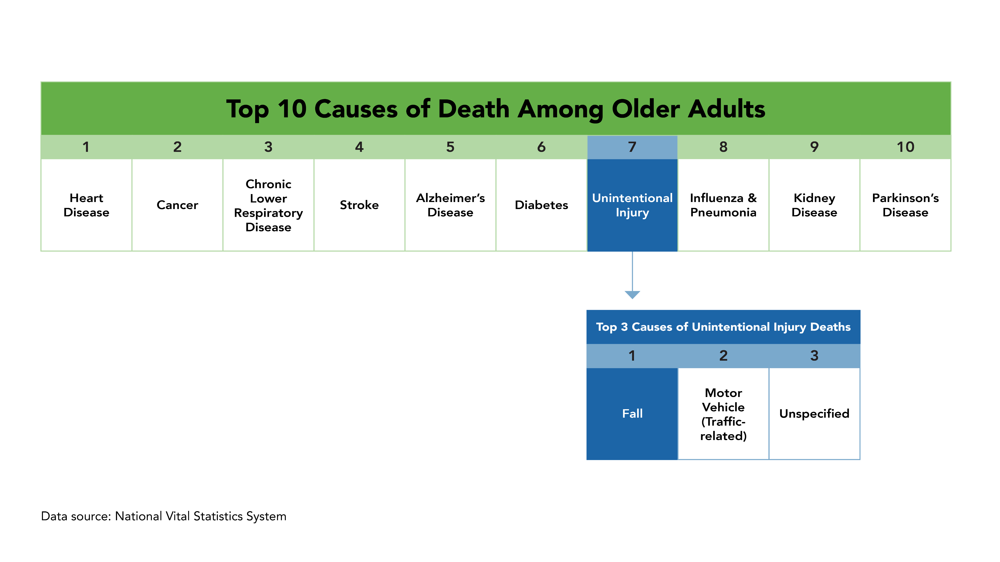 Top 10 Causes of Death Among Older Adults
1 2 3 4 5 6 7 8 9 10
Heart
Disease
Cancer
Chronic
Lower
Respiratory
Disease
Stroke
Alzheimer’s
Disease
Diabetes
Unintentional
Injury
Influenza &
Pneumonia
Kidney
Disease
Parkinson’s
Disease
Top 3 Causes of Unintentional Injury Deaths
1 2 3
Fall
Motor
Vehicle
(Traffic-
related)
Unspecified
Data source: National Vital Statistics System